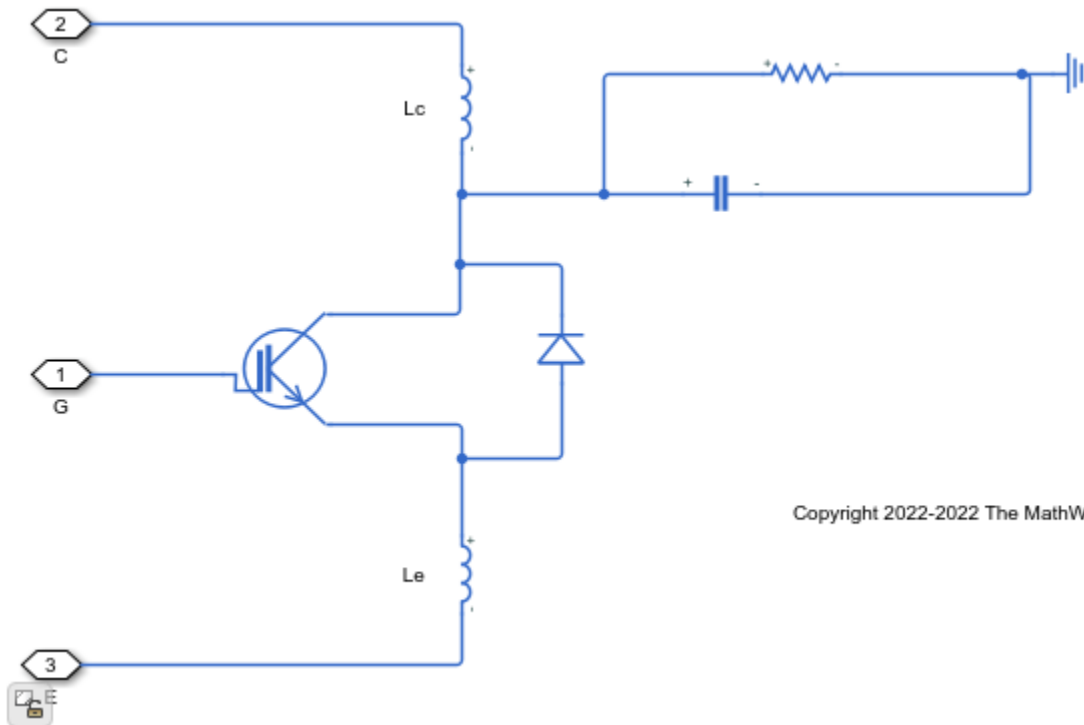 2
C
+
-
+
-
Lc
+
-
1
G
Copyright 2022-2022 The MathW
+
Le
-
3
E